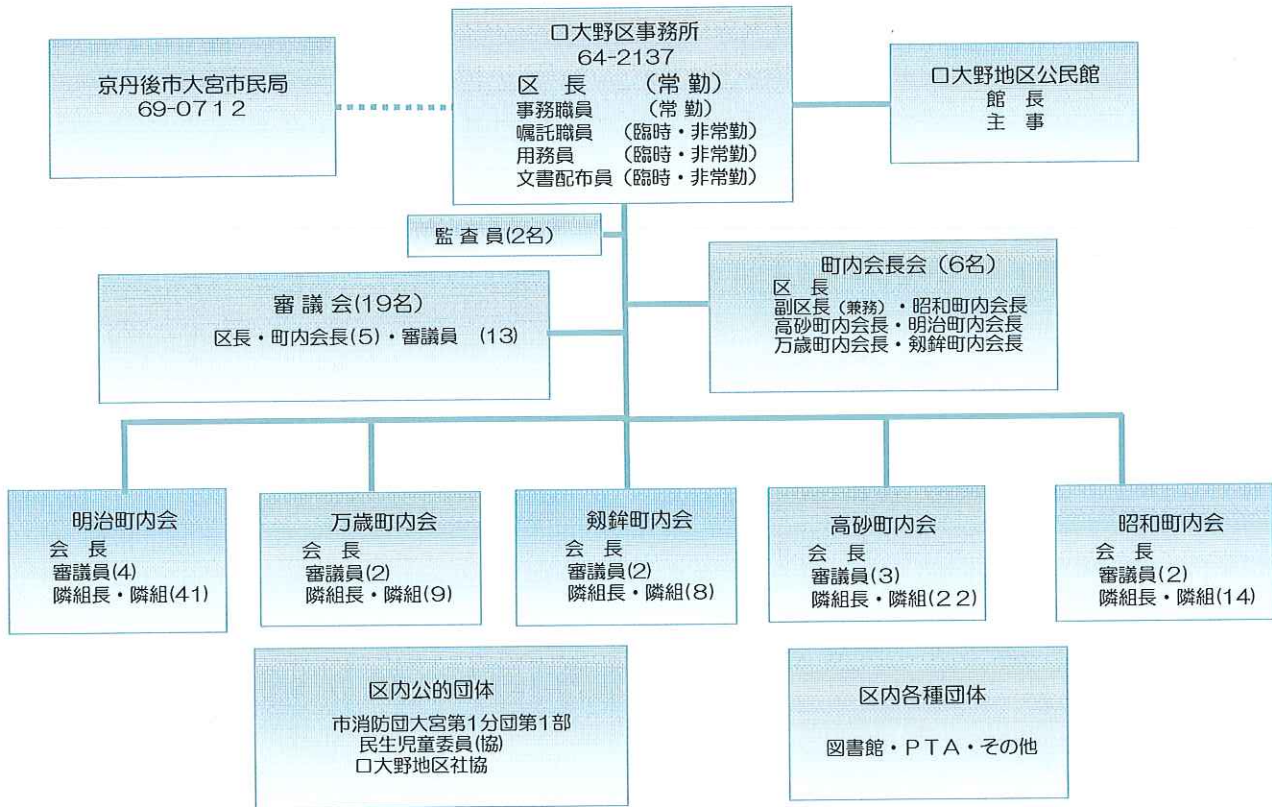 口大野区事務所
64-2137
区　長　　(常 勤)
事務職員　　(常 勤)
嘱託職員　(臨時・非常勤)
用務員　　(臨時・非常勤)
文書配布員 (臨時・非常勤)
京丹後市大宮市民局
69-0712
口大野地区公民館
館　長
主　事
監 査 員(2名)
審 議 会(19名)
区長・町内会長(5)・審議員　(13)
町内会長会 (6名)
区　長
副区長 (兼務) ・昭和町内会長
高砂町内会長・明治町内会長
万歳町内会長・剱鉾町内会長
明治町内会
会　長
審議員(4)
隣組長・隣組(41)
万歳町内会
会　長
審議員(2)
隣組長・隣組(9)
剱鉾町内会
会　長
審議員(2)
隣組長・隣組(8)
高砂町内会
会　長
審議員(3)
隣組長・隣組(22)
昭和町内会
会　長
審議員(2)
隣組長・隣組(14)
区内公的団体
市消防団大宮第1分団第1部
民生児童委員(協)
口大野地区社協
区内各種団体
図書館・ＰＴＡ・その他